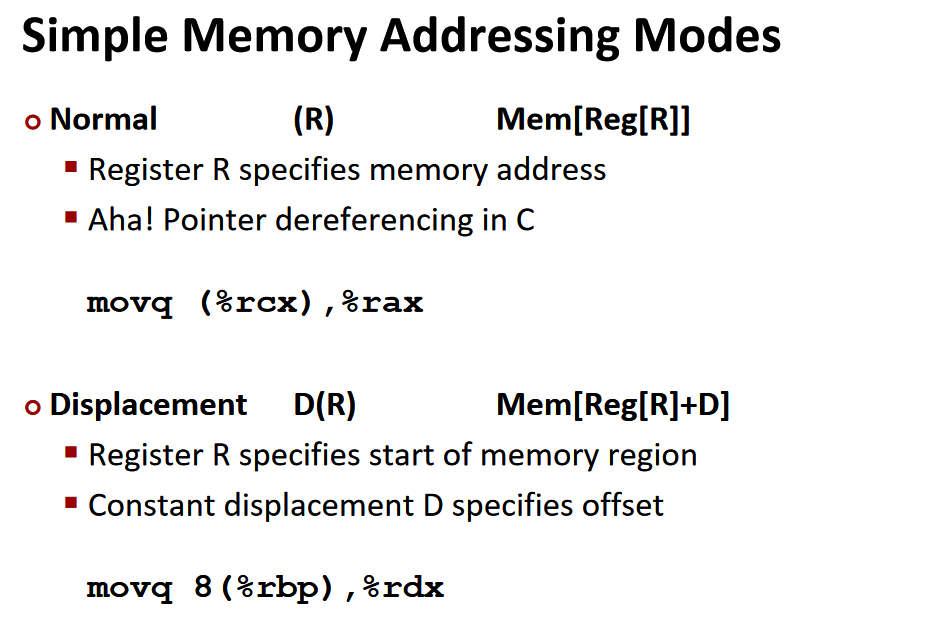 Simple Memory Addressing Modes
Normal (R) Mem[Reg[R]]
Register R specifies memory address
Aha! Pointer dereferencing in C
movq (%rcx),%rax
Displacement D(R) Mem[Reg[R]+D]
Register R specifies start of memory region
Constant displacement D specifies offset
movq 8(%rbp),%rdx